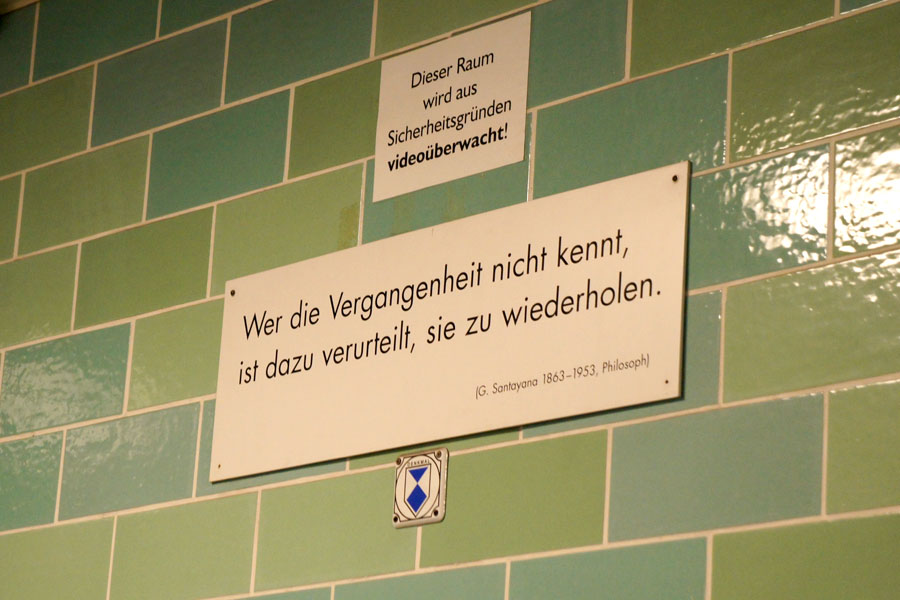 Dieser Raum
wird aus
Sicherheitsgründen
videoüberwacht!
Wer die Vergangenheit nicht kennt,
ist dazu verurteilt, sie zu wiederholen.
(G. Santayana 1863–1953, Philosoph)
DENKMAL